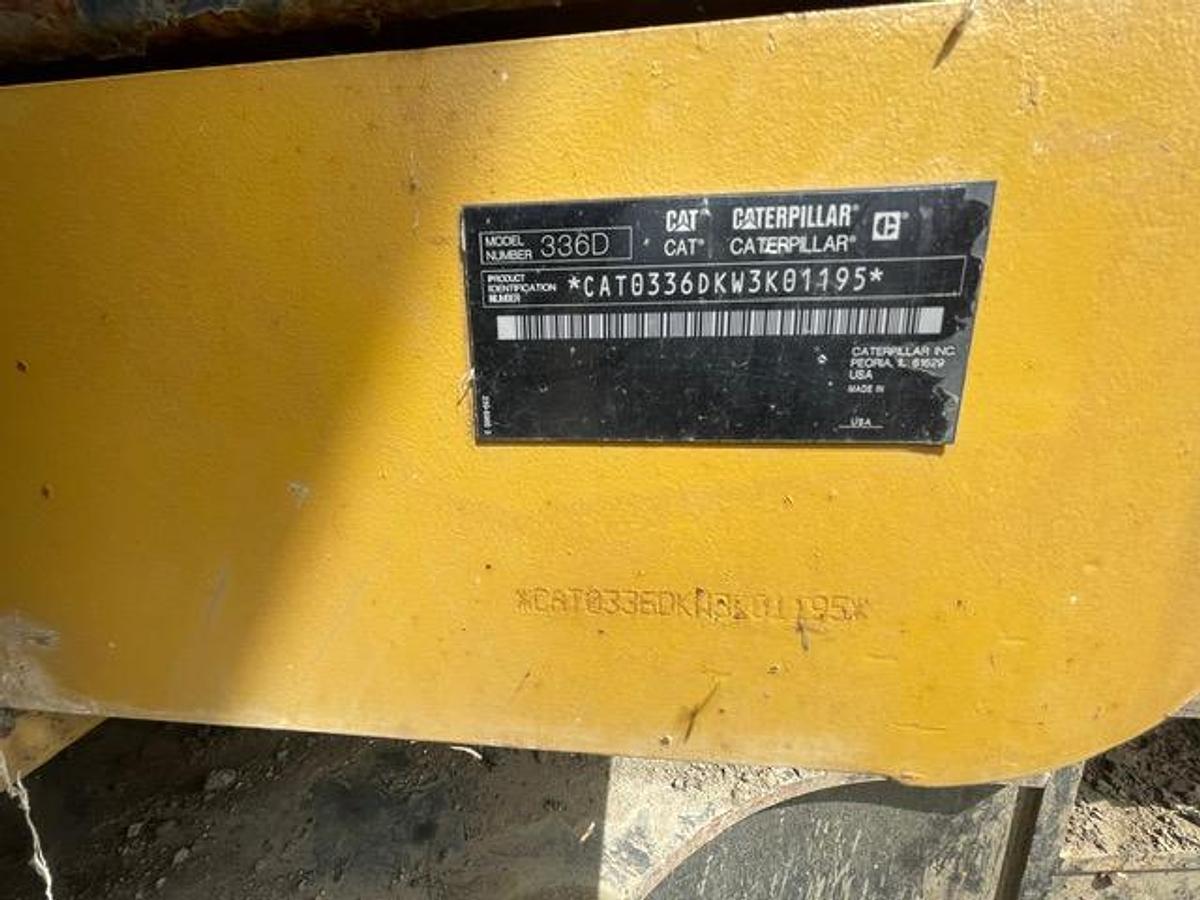 CAT® CATERPILLAR®
MODEL NUMBER 336D CAT® CATERPILLAR®
PRODUCT IDENTIFICATION NUMBER *CAT0336DKW3K01195*
CATERPILLAR INC.
PEORIA, IL 61629
USA
MADE IN
USA
*CAT0336DKW3K01195*